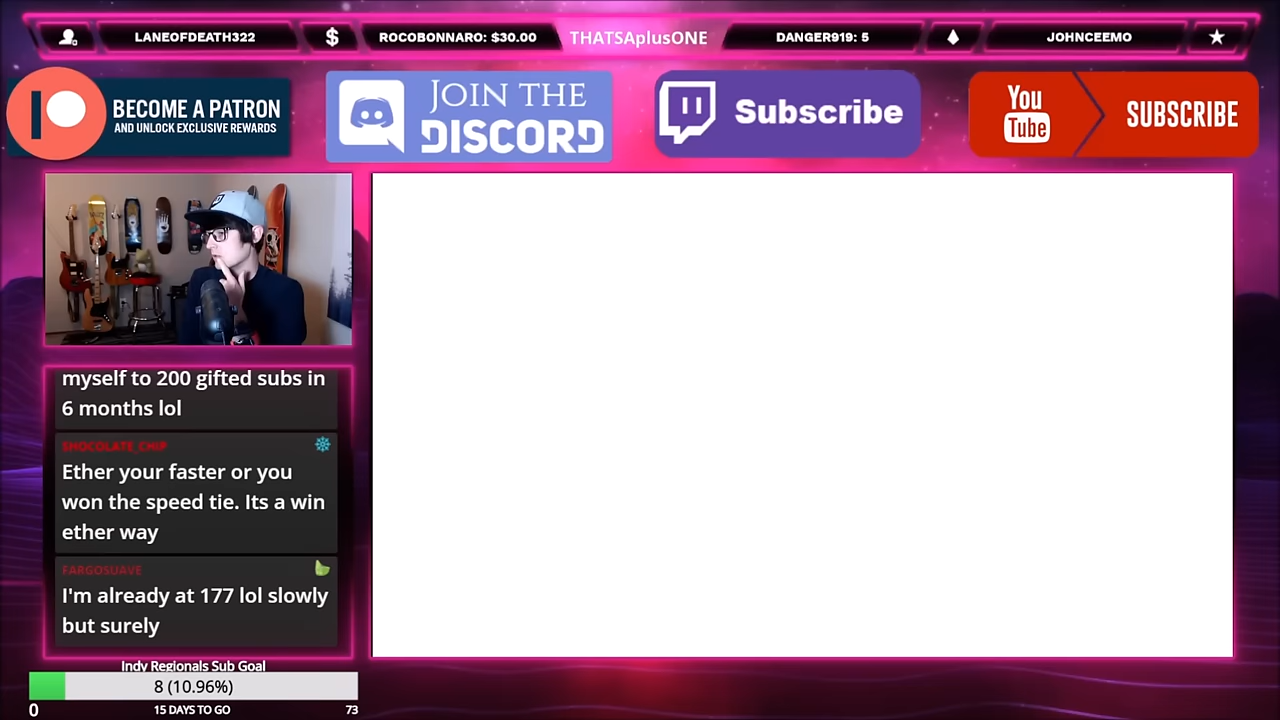 LANEOFDEATH322
$
ROCOBONNARO: $30.00
THATSAplusONE
DANGER919: 5
JOHNCEEMO
BECOME A PATRON
AND UNLOCK EXCLUSIVE REWARDS
JOIN THE
DISCORD
Subscribe
You
Tube
SUBSCRIBE
myself to 200 gifted subs in
6 months lol
SHOCOLATE_CHIP
Ether your faster or you
won the speed tie. Its a win
ether way
FARGOSUAVE
I'm already at 177 lol slowly
but surely
Indy Regionals Sub Goal
8 (10.96%)
0
15 DAYS TO GO
73